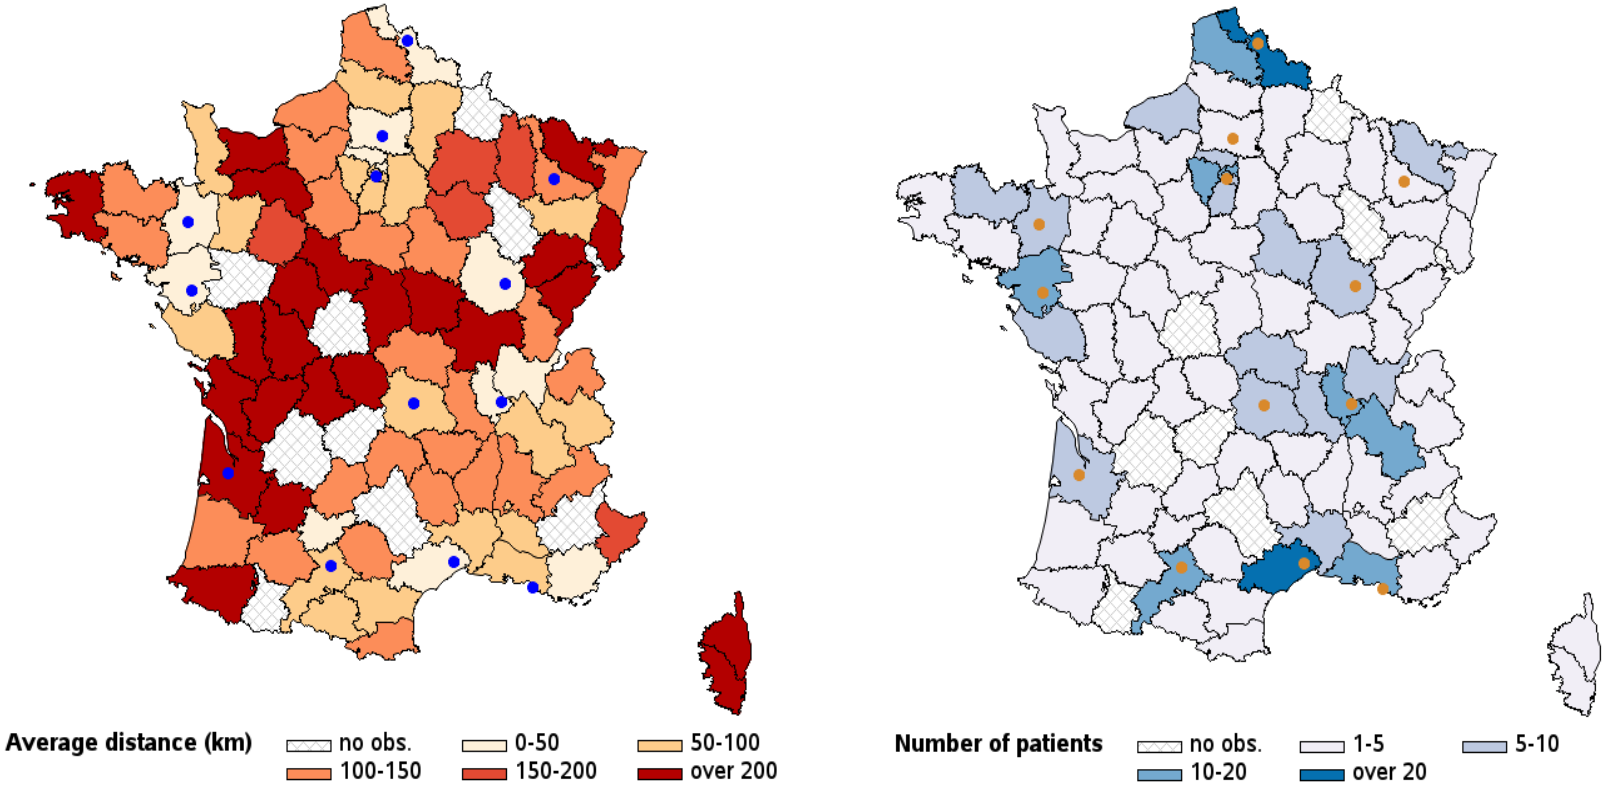 Average distance (km) no obs. 0-50 50-100
100-150 150-200 over 200
Number of patients no obs. 1-5 5-10
10-20 over 20